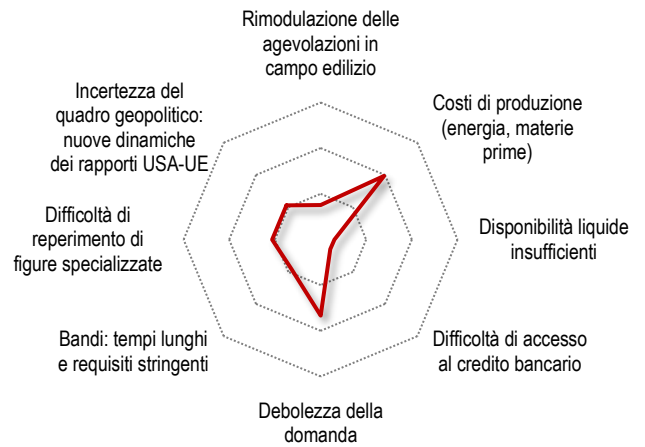 Rimodulazione delle
agevolazioni in
campo edilizio
Costi di produzione
(energia, materie
prime)
Disponibilità liquide
insufficienti
Difficoltà di accesso
al credito bancario
Debolezza della
domanda
Bandi: tempi lunghi
e requisiti stringenti
Difficoltà di
reperimento di
figure specializzate
Incertezza del
quadro geopolitico:
nuove dinamiche
dei rapporti USA-UE